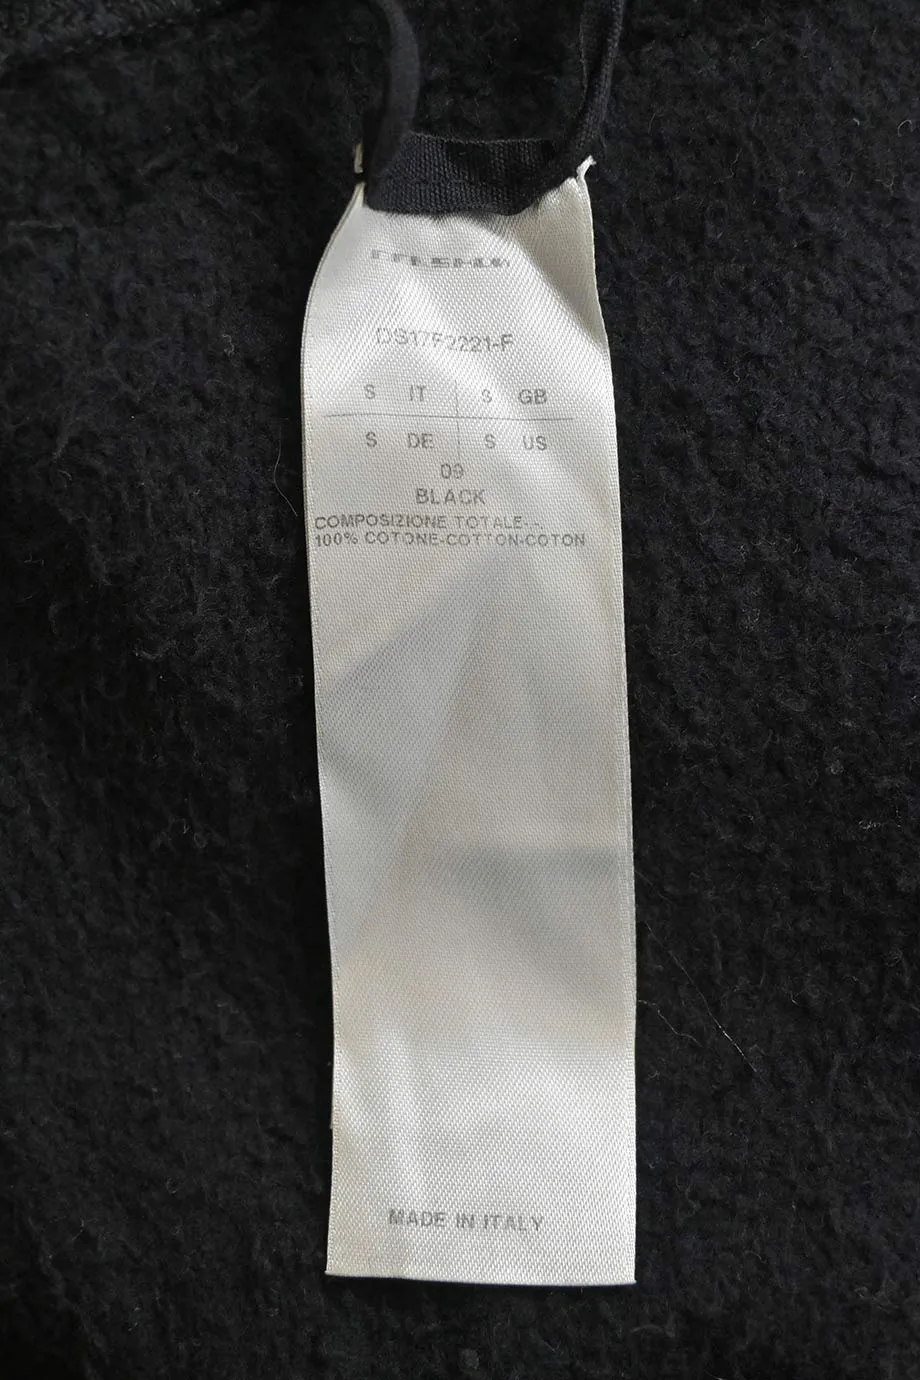 DS17F2221-F
S IT S GB
S DE S US
09
BLACK
COMPOSIZIONE TOTALE--
100% COTONE-COTTON-COTON
MADE IN ITALY